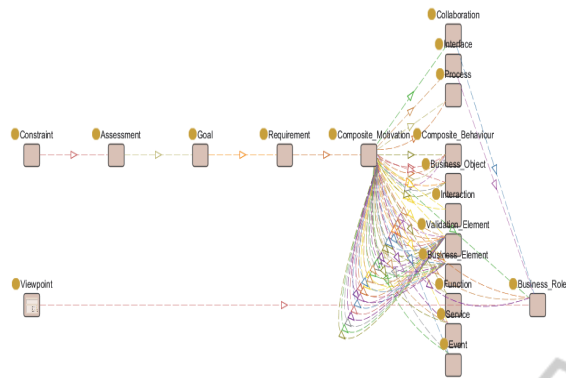 Collaboration
Interface
Process
Constraint
Assessment
Goal
Requirement
Composite_Motivation
Composite_Behaviour
Business_Object
Interaction
Validation_Element
Business_Element
Viewpoint
Function
Business_Role
Service
Event